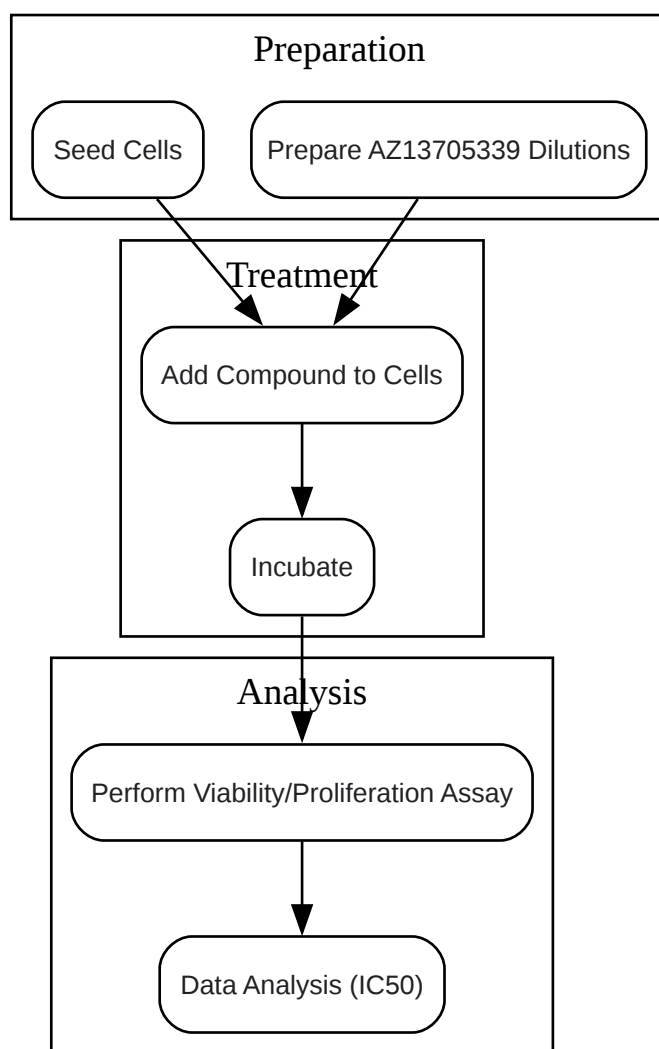 Preparation
Seed Cells
Prepare AZ13705339 Dilutions
Treatment
Add Compound to Cells
Incubate
Analysis
Perform Viability/Proliferation Assay
Data Analysis (IC50)